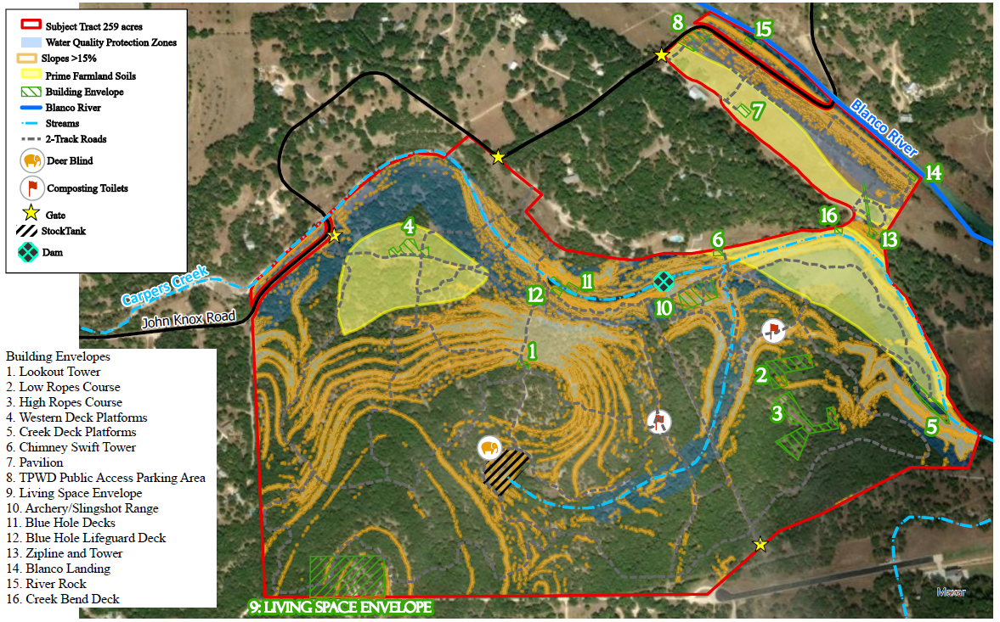 Subject Tract 259 acres
Water Quality Protection Zones
Slopes >15%
Prime Farmland Soils
Building Envelope
Blanco River
Streams
2-Track Roads
Deer Blind
Composting Toilets
Gate
StockTank
Dam
8
15
7
Blanco River
14
16
13
4
6
Carpers Creek
11
12
10
John Knox Road
1
2
3
5
Building Envelopes
1. Lookout Tower
2. Low Ropes Course
3. High Ropes Course
4. Western Deck Platforms
5. Creek Deck Platforms
6. Chimney Swift Tower
7. Pavilion
8. TPWD Public Access Parking Area
9. Living Space Envelope
10. Archery/Slingshot Range
11. Blue Hole Decks
12. Blue Hole Lifeguard Deck
13. Zipline and Tower
14. Blanco Landing
15. River Rock
16. Creek Bend Deck
9: LIVING SPACE ENVELOPE
Maxar